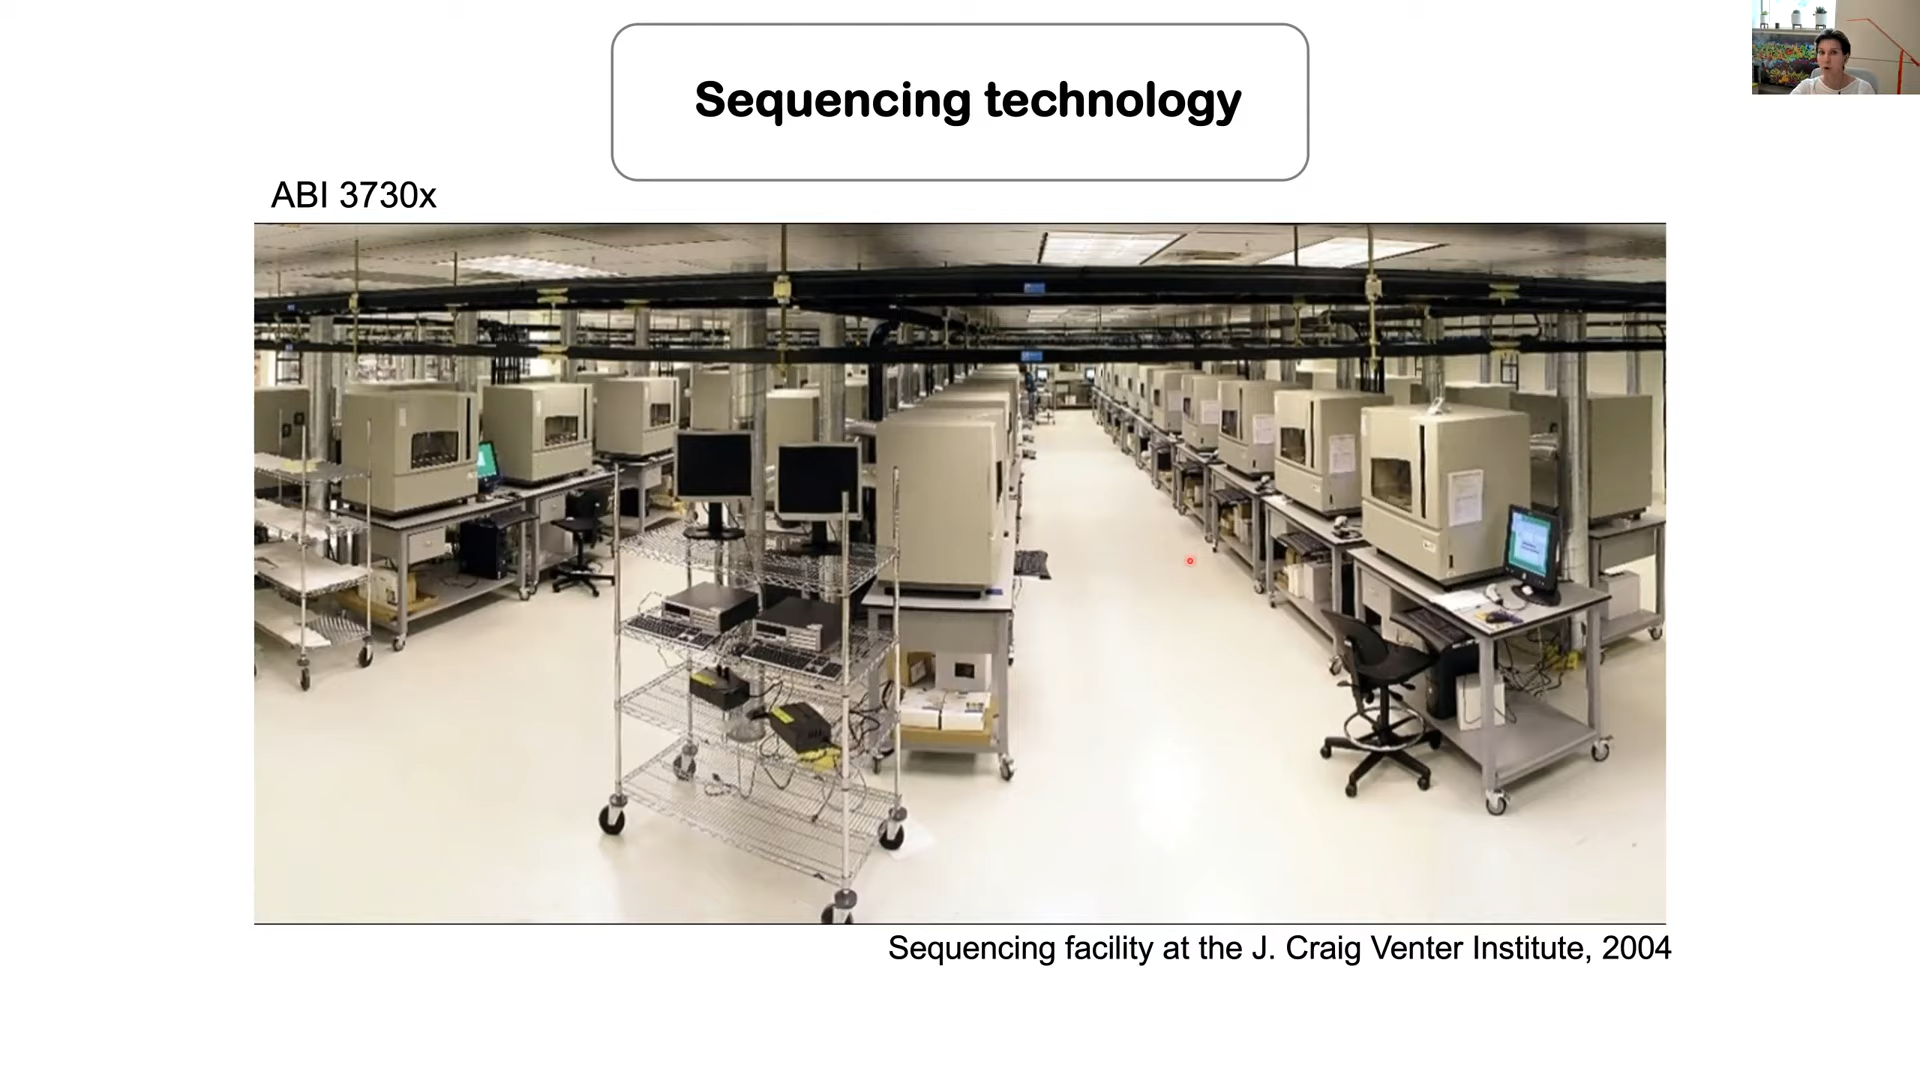 Sequencing technology
ABI 3730x
Sequencing facility at the J. Craig Venter Institute, 2004